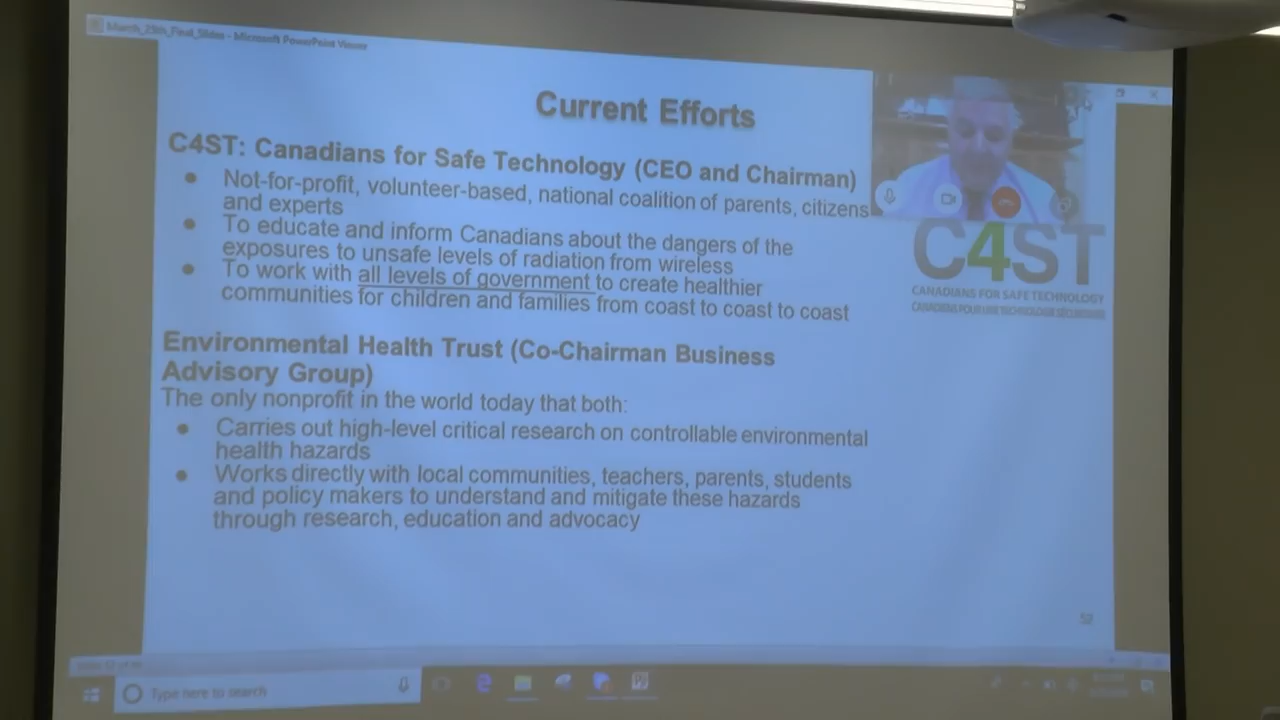 March_29th_Final_Slides - Microsoft PowerPoint Viewer
Current Efforts
C4ST: Canadians for Safe Technology (CEO and Chairman)
• Not-for-profit, volunteer-based, national coalition of parents, citizens
and experts
• To educate and inform Canadians about the dangers of the
exposures to unsafe levels of radiation from wireless
• To work with all levels of government to create healthier
communities for children and families from coast to coast to coast
C4ST
CANADIANS FOR SAFE TECHNOLOGY
CANADIENS POUR UNE TECHNOLOGIE SÉCURITAIRE
Environmental Health Trust (Co-Chairman Business
Advisory Group)
The only nonprofit in the world today that both:
• Carries out high-level critical research on controllable environmental
health hazards
• Works directly with local communities, teachers, parents, students
and policy makers to understand and mitigate these hazards
through research, education and advocacy
52
Type here to search